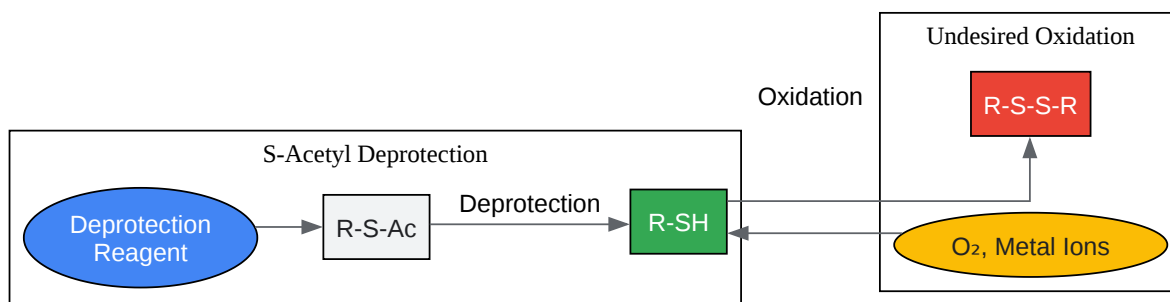 Undesired Oxidation
Oxidation
R-S-S-R
S-Acetyl Deprotection
Deprotection
Reagent
R-S-Ac
Deprotection
R-SH
O₂, Metal Ions